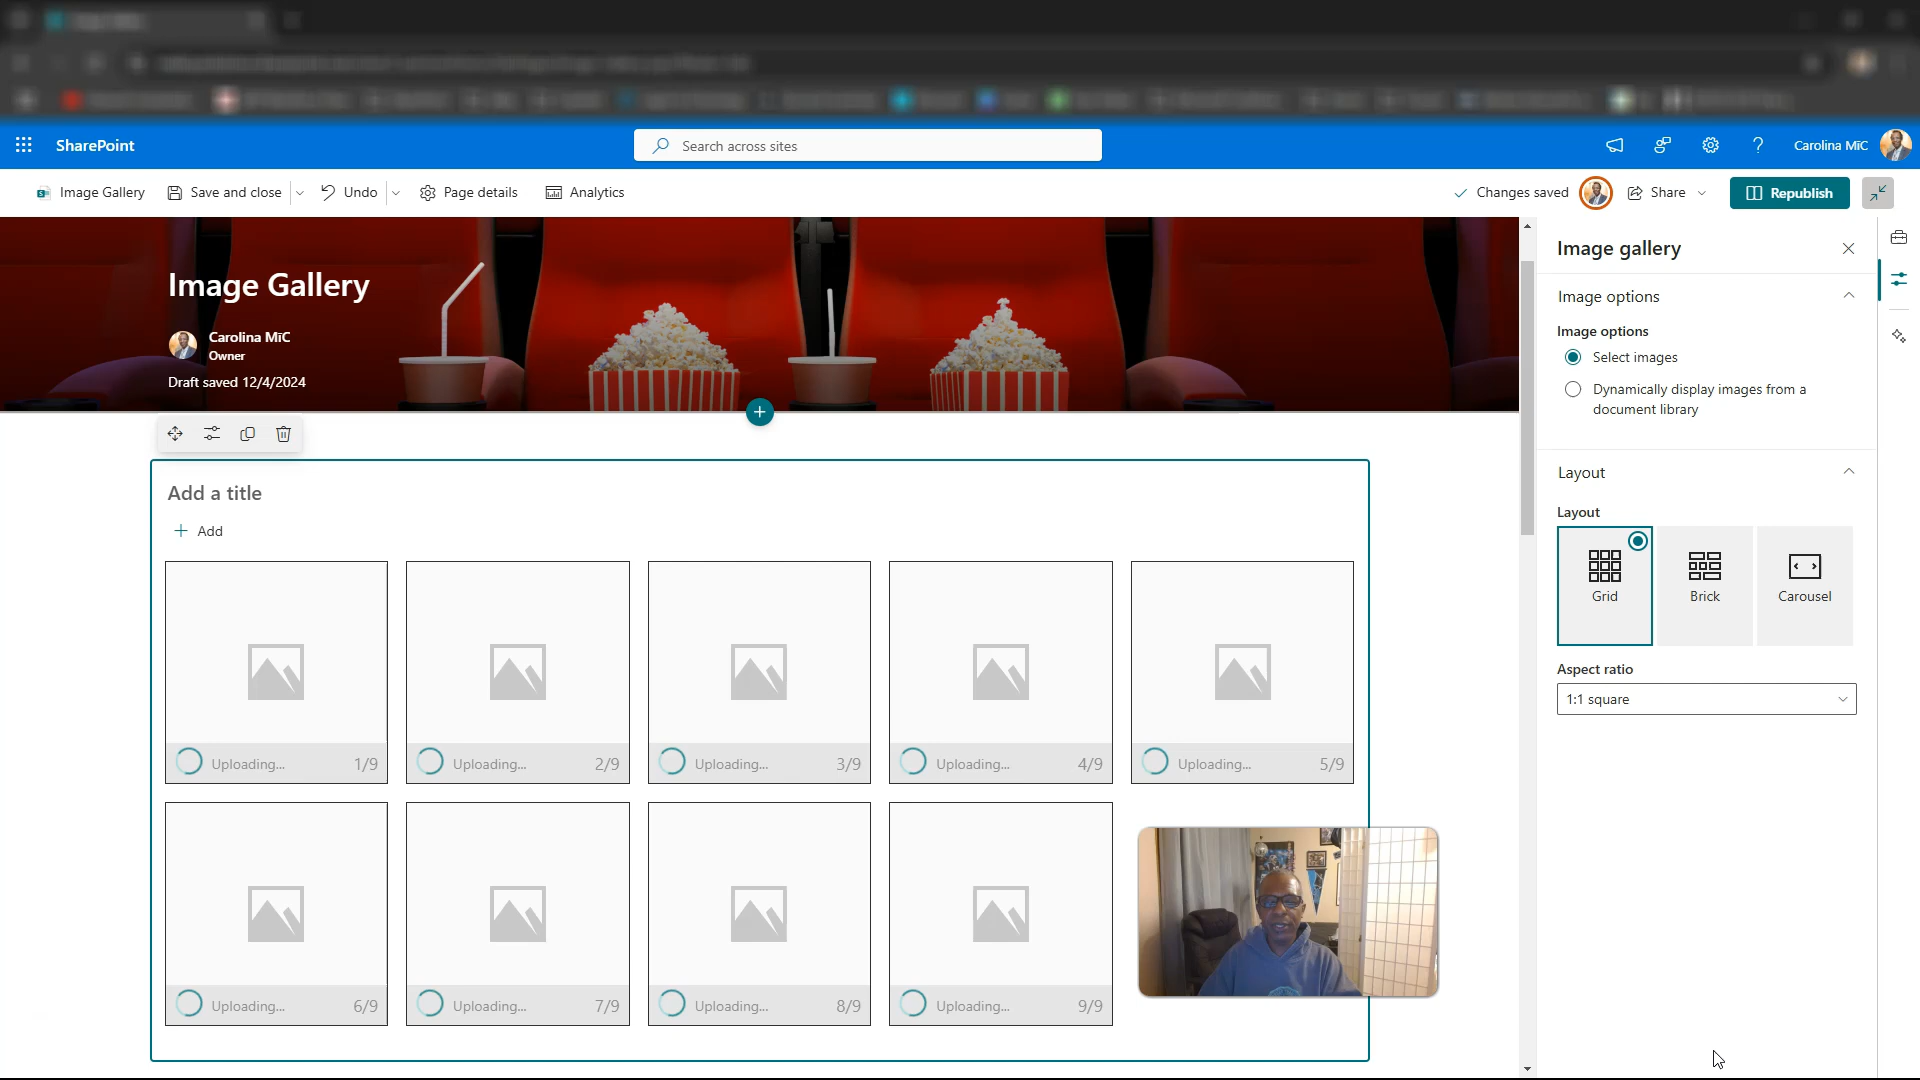 SharePoint
Search across sites
Carolina MīC
Image Gallery
Save and close
Undo
Page details
Analytics
Changes saved
Share
Republish
Image Gallery
Carolina MīC
Owner
Draft saved 12/4/2024
Add a title
Add
Uploading... 1/9
Uploading... 2/9
Uploading... 3/9
Uploading... 4/9
Uploading... 5/9
Uploading... 6/9
Uploading... 7/9
Uploading... 8/9
Uploading... 9/9
Image gallery
Image options
Image options
Select images
Dynamically display images from a
document library
Layout
Layout
Grid
Brick
Carousel
Aspect ratio
1:1 square